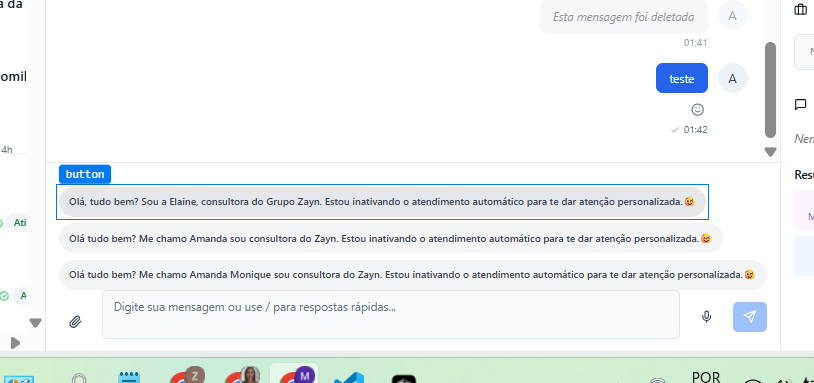 a da
Esta mensagem foi deletada
A
01:41
teste
A
01:42
omil
4h
button
Olá, tudo bem? Sou a Elaine, consultora do Grupo Zayn. Estou inativando o atendimento automático para te dar atenção personalizada.
Olá tudo bem? Me chamo Amanda sou consultora do Zayn. Estou inativando o atendimento automático para te dar atenção personalizada.
Olá tudo bem? Me chamo Amanda Monique sou consultora do Zayn. Estou inativando o atendimento automático para te dar atenção personalizada.
Digite sua mensagem ou use / para respostas rápidas...
Ati
A
N
Nen
Resu
M
Z
M
POR